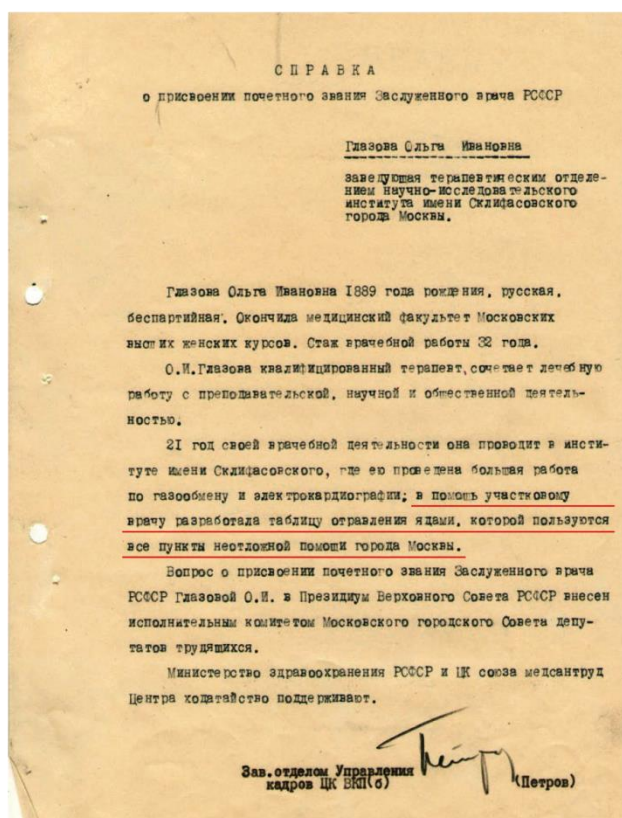 СПРАВКА
о присвоении почетного звания Заслуженного врача РСФСР
Глазова Ольга Ивановна
заведующая терапевтическим отделе-
нием научно-исследовательского
института имени Склифасовского
города Москвы.
Глазова Ольга Ивановна 1889 года рождения, русская,
беспартийная. Окончила медицинский факультет Московских
высших женских курсов. Стаж врачебной работы 32 года.
О.И.Глазова квалифицированный терапевт, сочетает лечебную
работу с преподавательской, научной и общественной деятель-
ностью.
21 год своей врачебной деятельности она проводит в инсти-
туте имени Склифасовского, где ею проведена большая работа
по газообмену и электрокардиографии; в помощь участковому
врачу разработала таблицу отравления ядами, которой пользуются
все пункты неотложной помощи города Москвы.
Вопрос о присвоении почетного звания Заслуженного врача
РСФСР Глазовой О.И. в Президиум Верховного Совета РСФСР внесен
исполнительным комитетом Московского городского Совета депу-
татов трудящихся.
Министерство здравоохранения РСФСР и ЦК союза медсантруд
Центра ходатайство поддерживают.
Зав.отделом Управления
кадров ЦК ВКП(б)
(Петров)